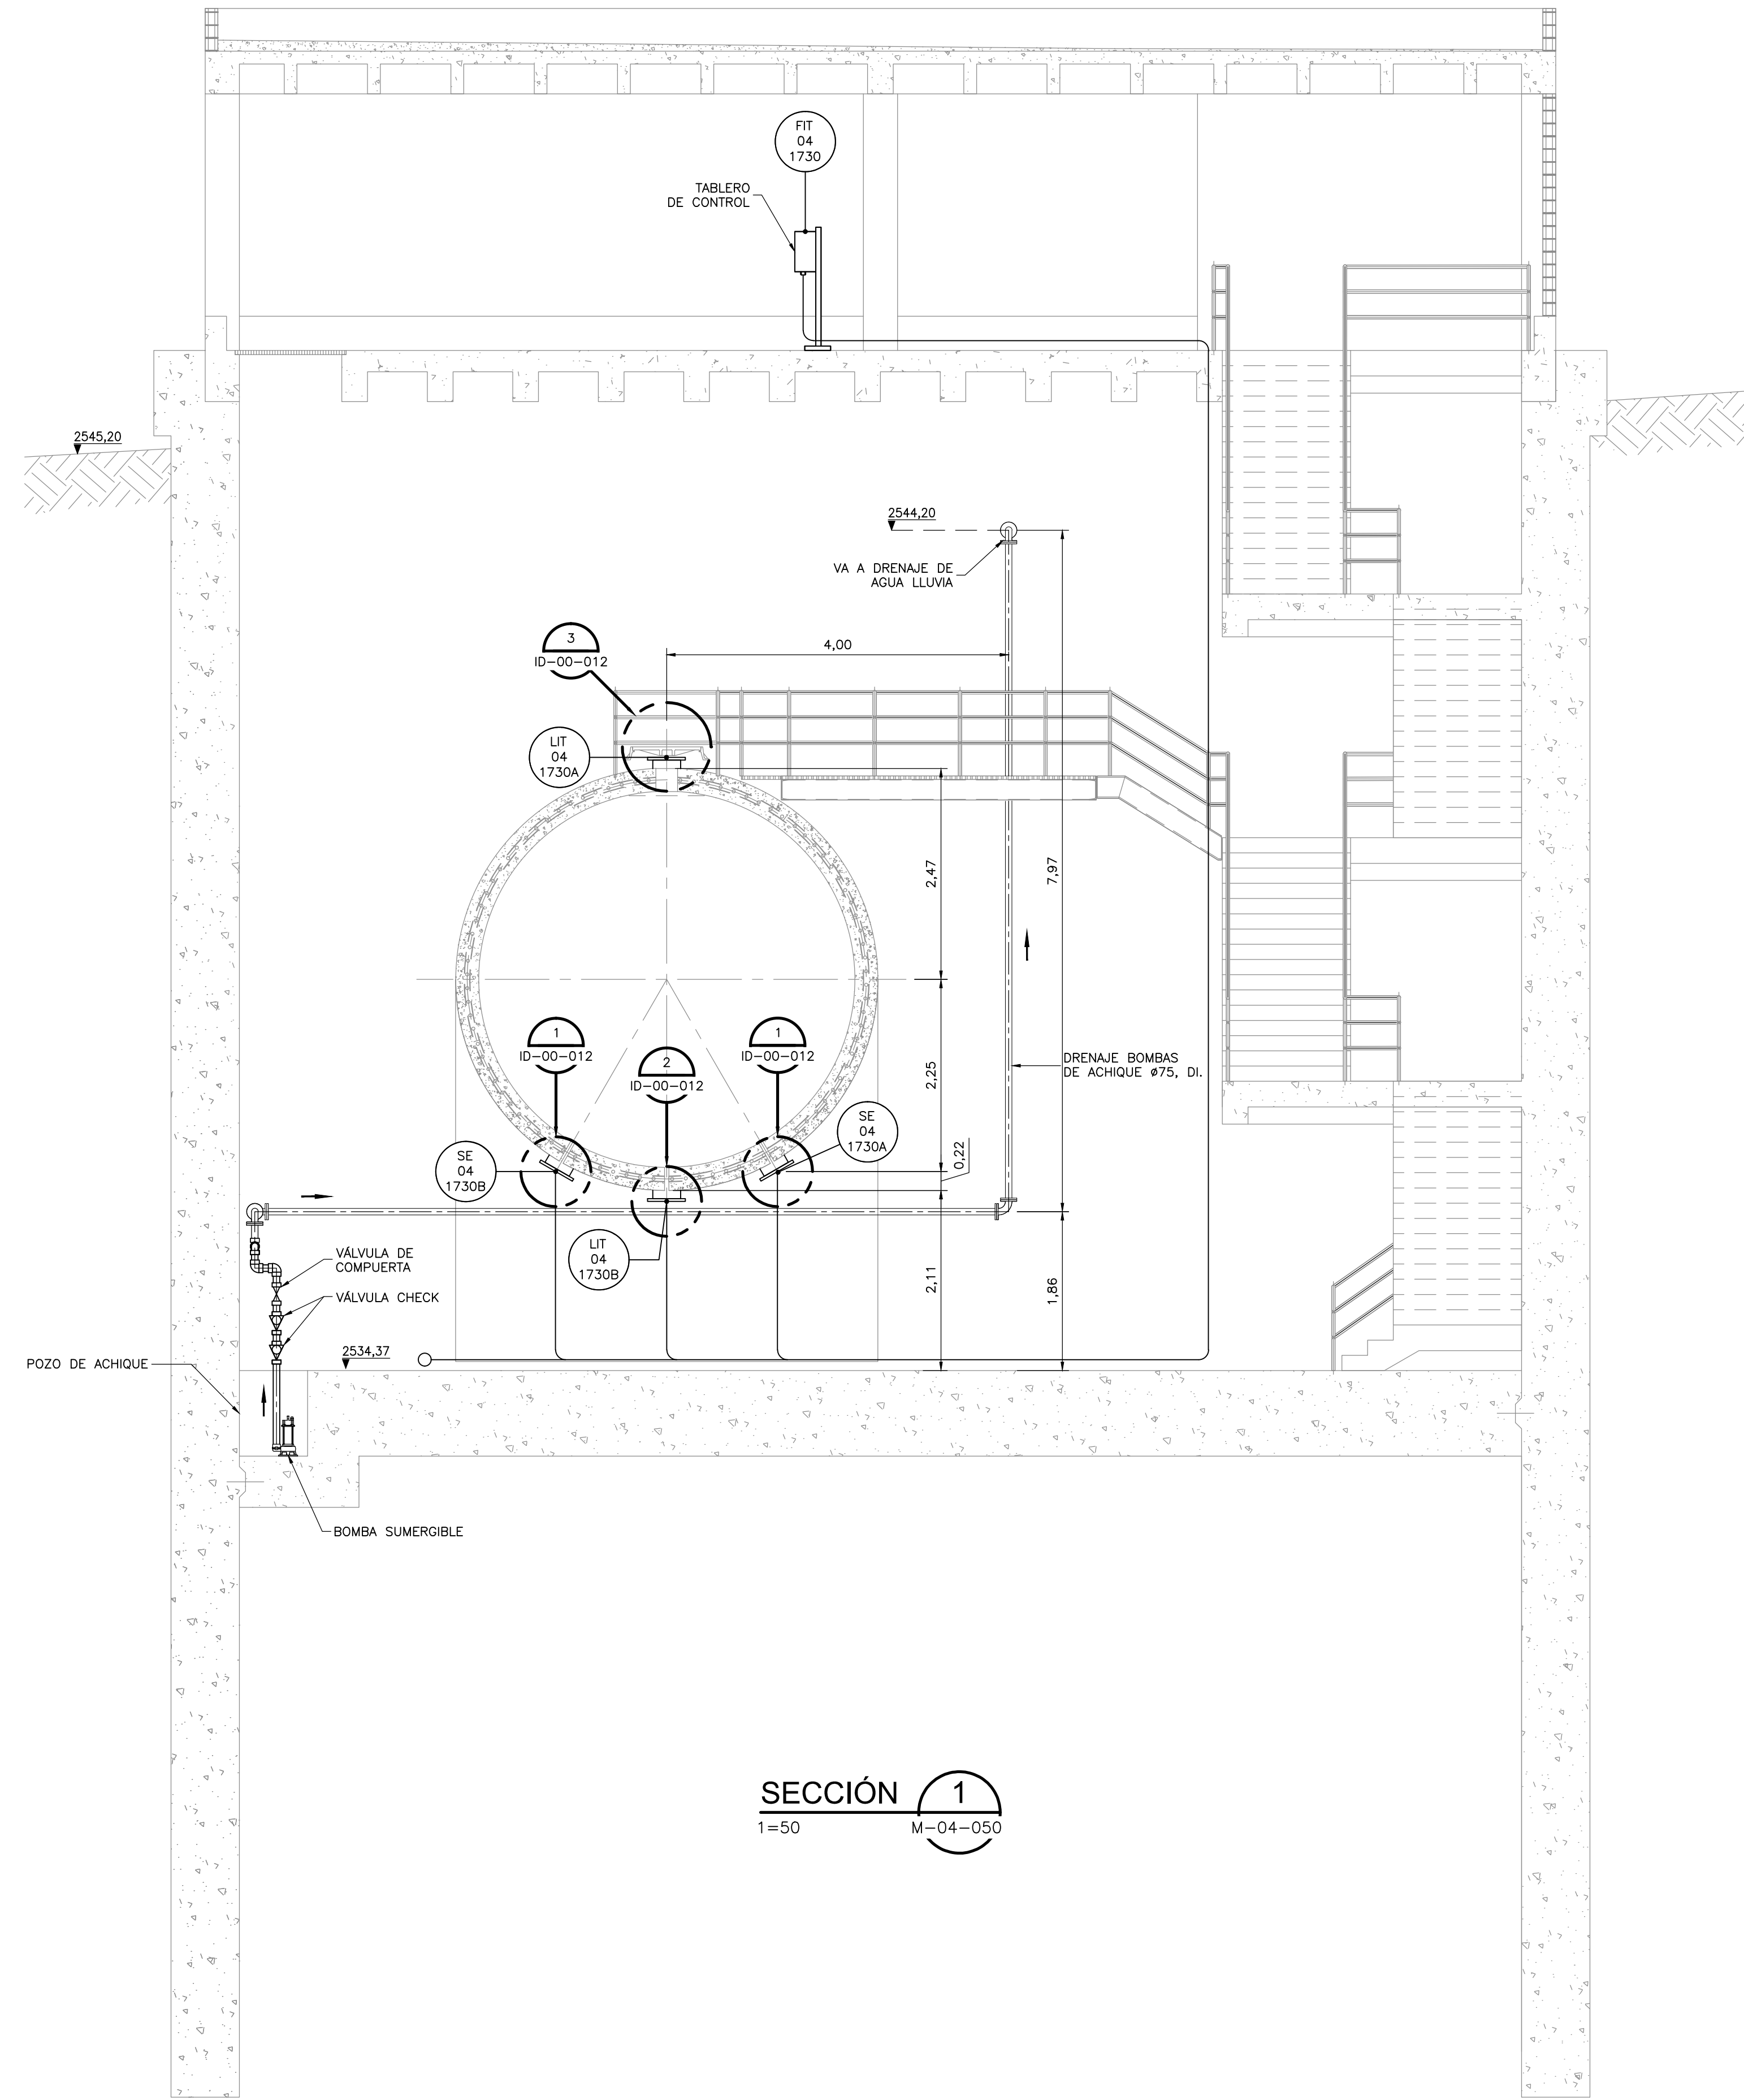 FIT
04
1730
TABLERO
DE CONTROL
2545,20
2544,20
VA A DRENAJE DE
AGUA LLUVIA
3
ID-00-012
4,00
LIT
04
1730A
2,47
7,97
1
ID-00-012
1
ID-00-012
2
ID-00-012
2,25
DRENAJE BOMBAS
DE ACHIQUE ø75, DI.
SE
04
1730A
SE
04
1730B
0,22
LIT
04
1730B
VÁLVULA DE
COMPUERTA
VÁLVULA CHECK
2,11
1,86
2534,37
POZO DE ACHIQUE
BOMBA SUMERGIBLE
SECCIÓN
1
1=50
M-04-050